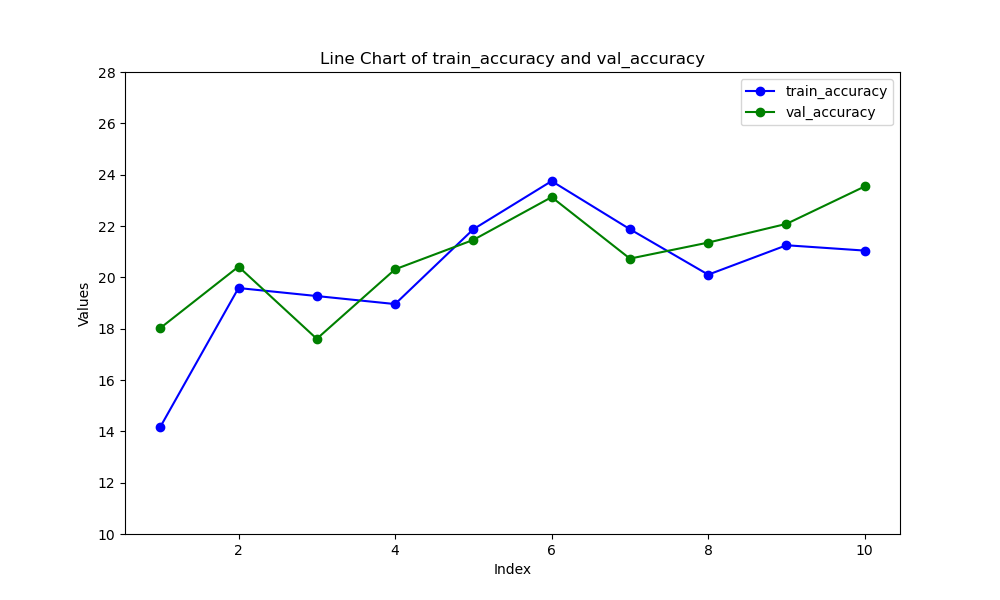 Line Chart of train_accuracy and val_accuracy
train_accuracy
val_accuracy
28
26
24
22
20
18
16
14
12
10
Values
2 4 6 8 10
Index